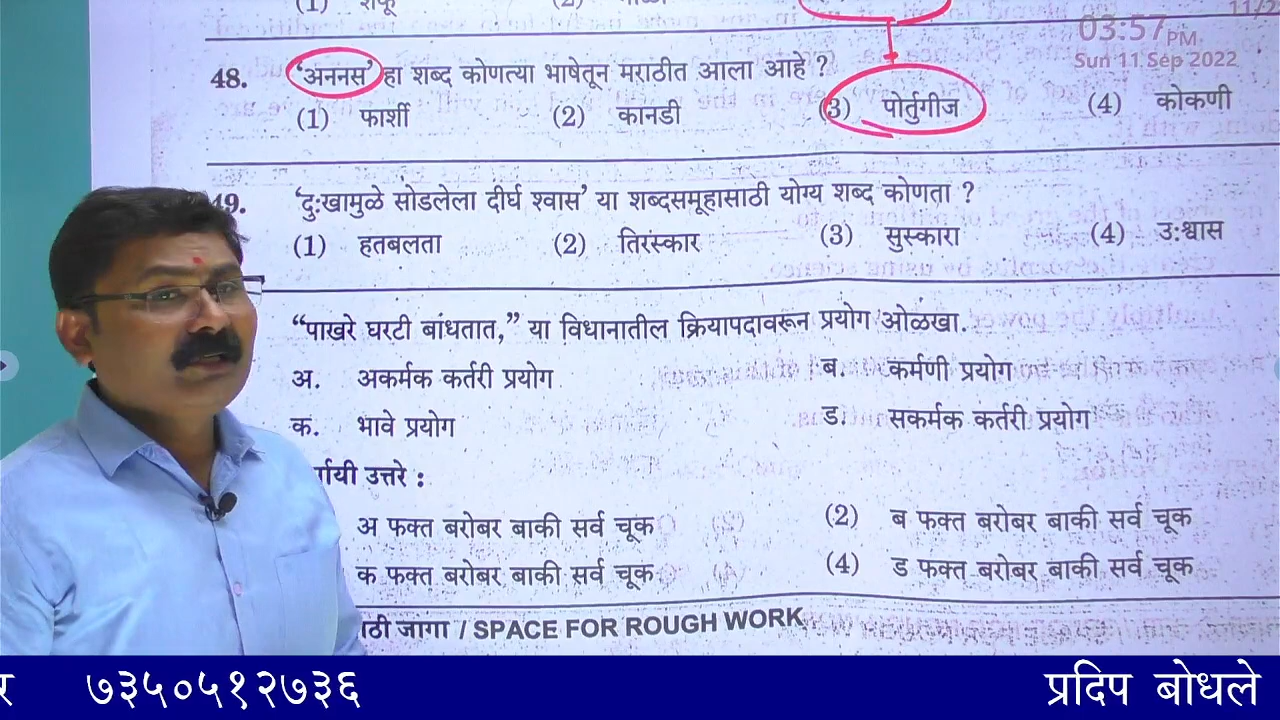 (1) शेफू (2)
03:57 PM
Sun 11 Sep 2022
48. 'अननस' हा शब्द कोणत्या भाषेतून मराठीत आला आहे ?
(1) फार्शी (2) कानडी (3) पोर्तुगीज (4) कोकणी
49. 'दुःखामुळे सोडलेला दीर्घ श्वास' या शब्दसमूहासाठी योग्य शब्द कोणता ?
(1) हतबलता (2) तिरस्कार (3) सुस्कारा (4) उःश्वास
“पाखरे घरटी बांधतात,” या विधानातील क्रियापदावरून प्रयोग ओळखा.
अ. अकर्मक कर्तरी प्रयोग ब. कर्मणी प्रयोग
क. भावे प्रयोग ड. सकर्मक कर्तरी प्रयोग
र्यायी उत्तरे :
अ फक्त बरोबर बाकी सर्व चूक (2) ब फक्त बरोबर बाकी सर्व चूक
क फक्त बरोबर बाकी सर्व चूक (4) ड फक्त बरोबर बाकी सर्व चूक
ाठी जागा / SPACE FOR ROUGH WORK
र ७३५०५१२७३६ प्रदिप बोधले